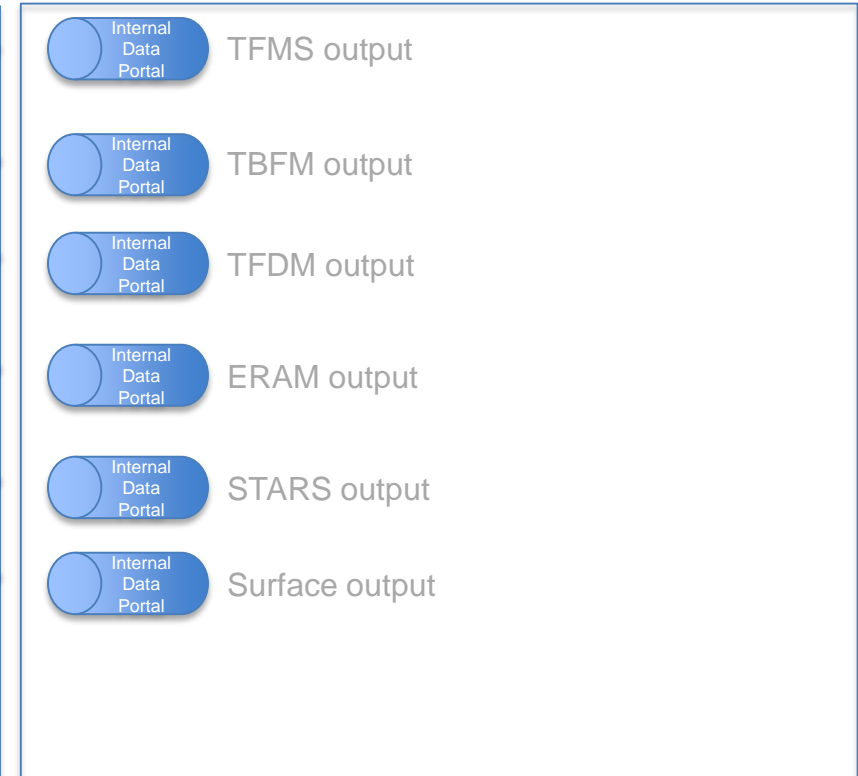 Internal
Data
Portal
TFMS output
Internal
Data
Portal
TBFM output
Internal
Data
Portal
TFDM output
Internal
Data
Portal
ERAM output
Internal
Data
Portal
STARS output
Internal
Data
Portal
Surface output